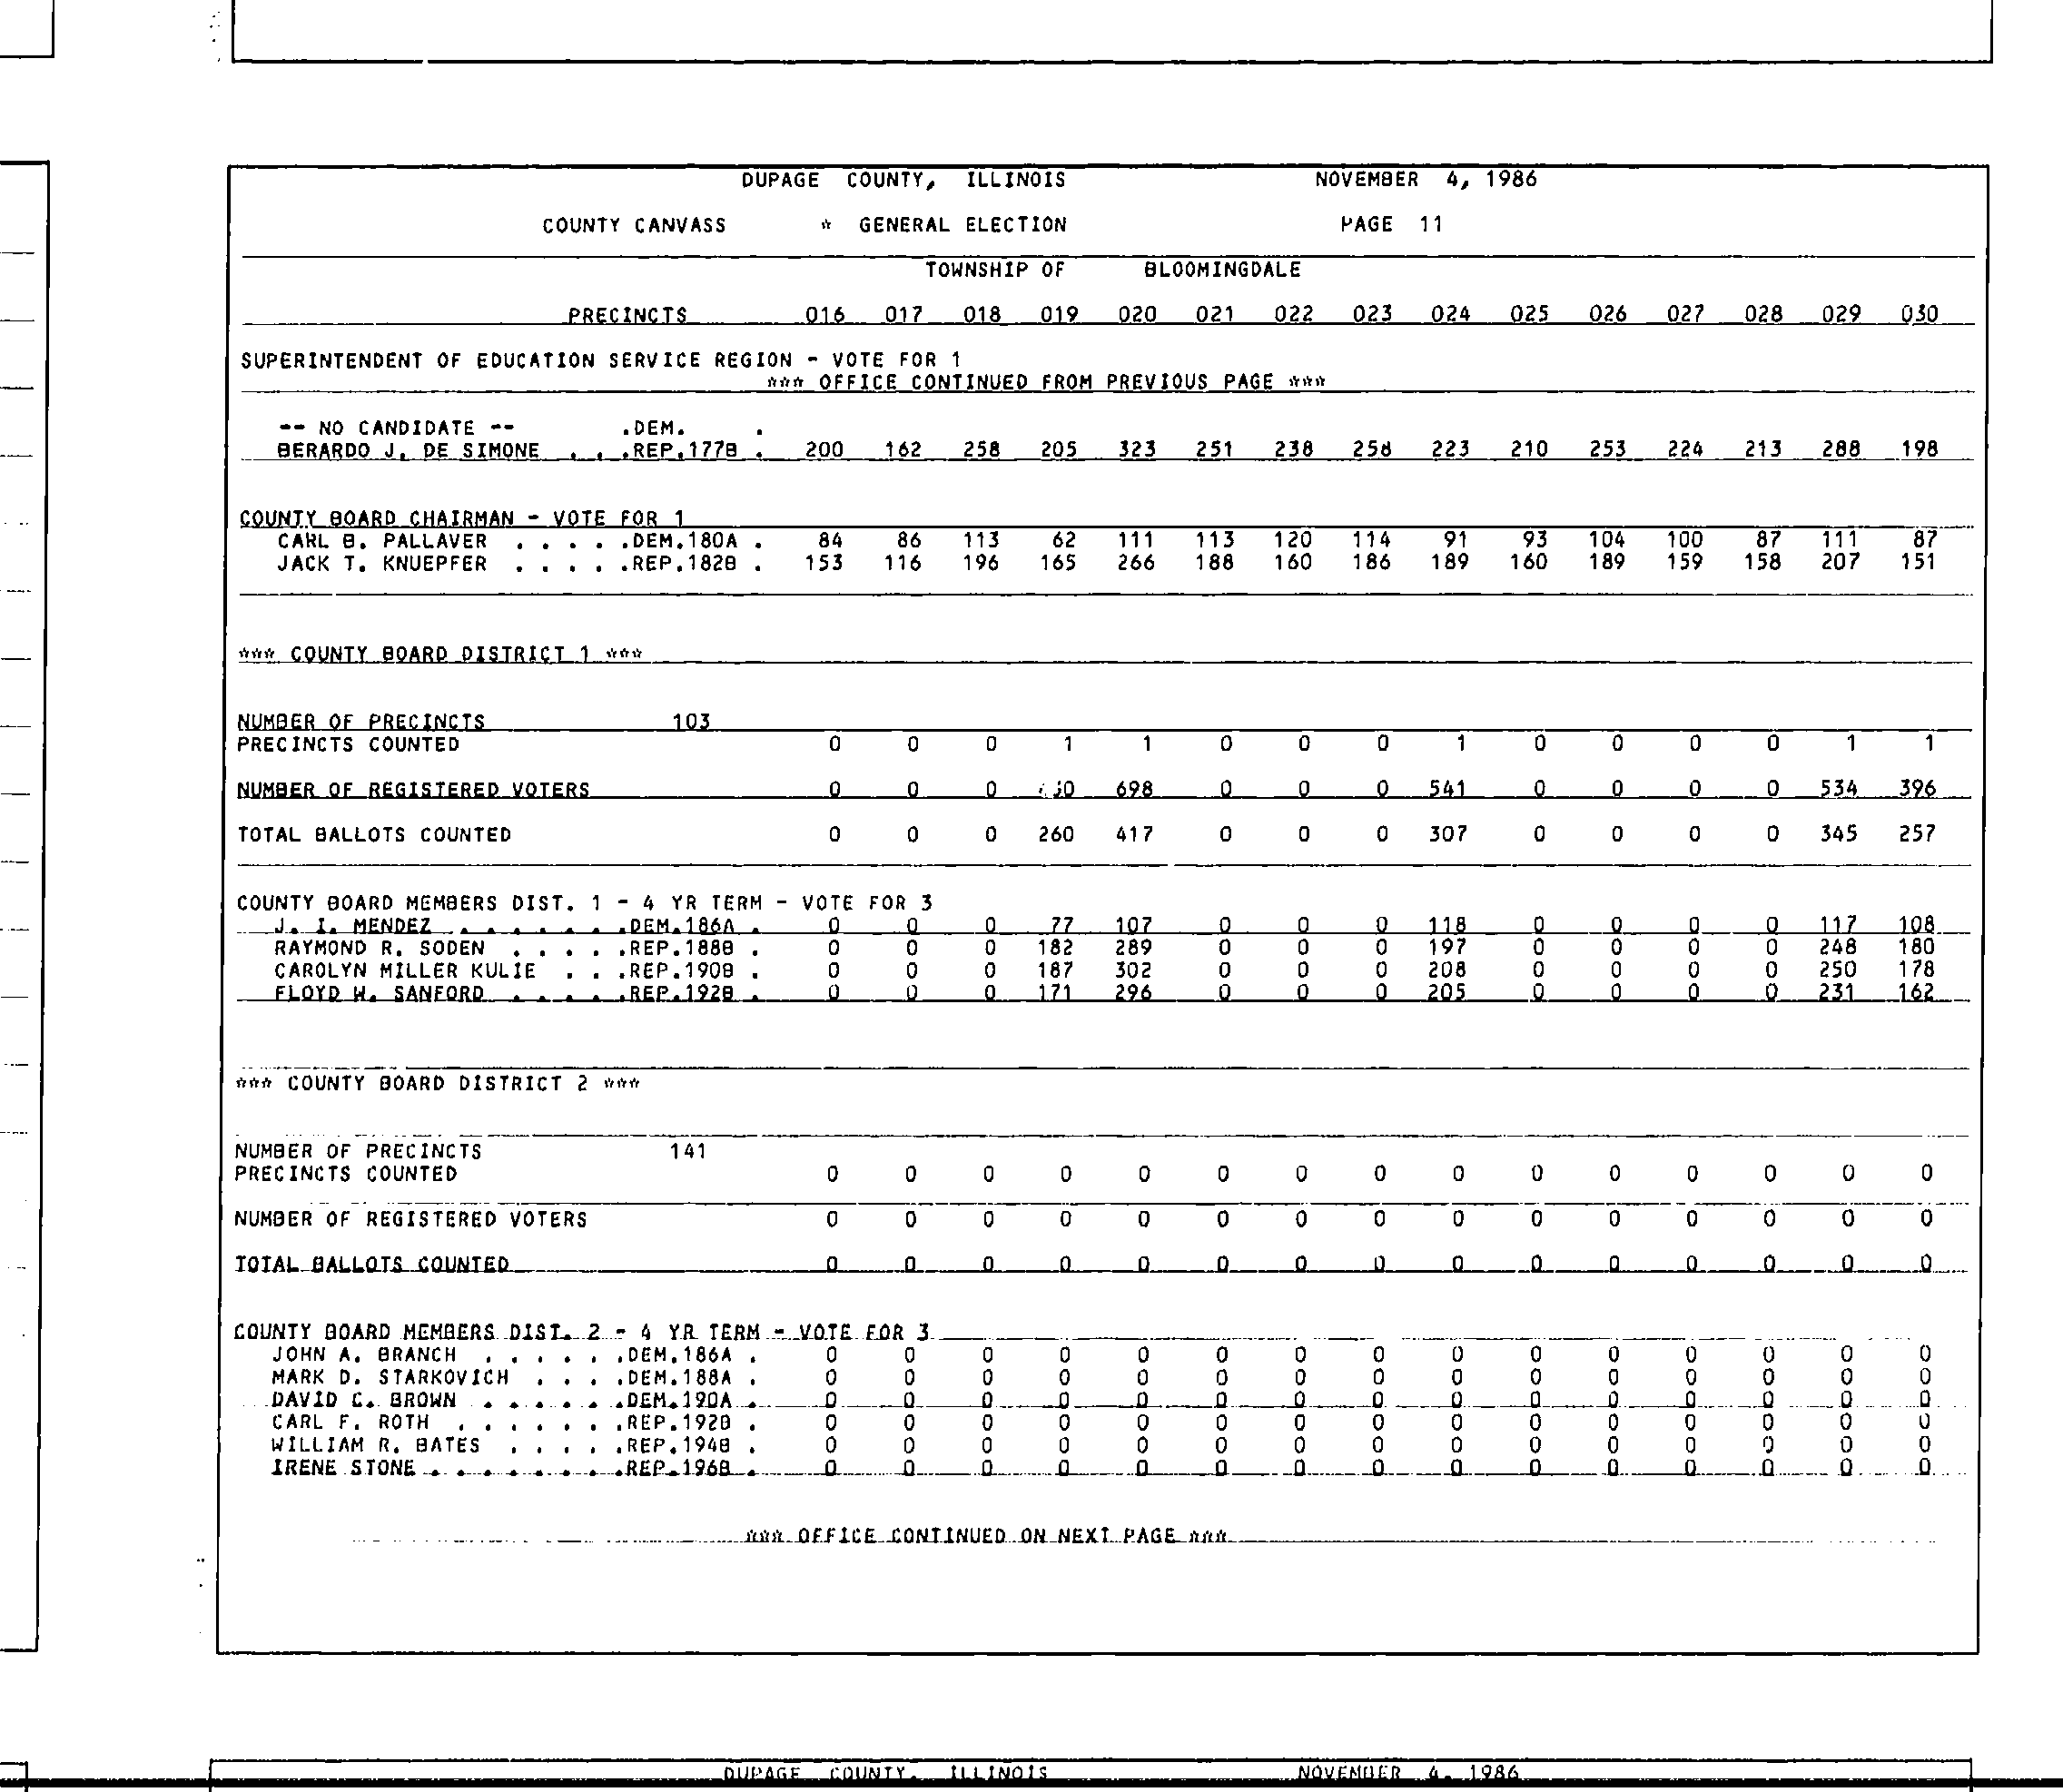 DUPAGE COUNTY, ILLINOIS NOVEMBER 4, 1986
COUNTY CANVASS * GENERAL ELECTION PAGE 11
TOWNSHIP OF BLOOMINGDALE
PRECINCTS 016 017 018 019 020 021 022 023 024 025 026 027 028 029 030
SUPERINTENDENT OF EDUCATION SERVICE REGION - VOTE FOR 1
*** OFFICE CONTINUED FROM PREVIOUS PAGE ***
-- NO CANDIDATE -- .DEM. .
BERARDO J. DE SIMONE . . .REP.177B . 200 162 258 205 323 251 238 258 223 210 253 224 213 288 198
COUNTY BOARD CHAIRMAN - VOTE FOR 1
CARL B. PALLAVER . . . . .DEM.180A . 84 86 113 62 111 113 120 114 91 93 104 100 87 111 87
JACK T. KNUEPFER . . . . .REP.182B . 153 116 196 165 266 188 160 186 189 160 189 159 158 207 151
*** COUNTY BOARD DISTRICT 1 ***
NUMBER OF PRECINCTS 103
PRECINCTS COUNTED 0 0 0 1 1 0 0 0 1 0 0 0 0 1 1
NUMBER OF REGISTERED VOTERS 0 0 0 698 0 0 0 541 0 0 0 0 534 396
TOTAL BALLOTS COUNTED 0 0 0 260 417 0 0 0 307 0 0 0 0 345 257
COUNTY BOARD MEMBERS DIST. 1 - 4 YR TERM - VOTE FOR 3
J. I. MENDEZ . . . . . . .DEM.186A . 0 0 0 77 107 0 0 0 118 0 0 0 0 117 108
RAYMOND R. SODEN . . . . .REP.188B . 0 0 0 182 289 0 0 0 197 0 0 0 0 248 180
CAROLYN MILLER KULIE . . .REP.190B . 0 0 0 187 302 0 0 0 208 0 0 0 0 250 178
FLOYD W. SANFORD . . . . .REP.192B . 0 0 0 171 296 0 0 0 205 0 0 0 0 231 162
*** COUNTY BOARD DISTRICT 2 ***
NUMBER OF PRECINCTS 141
PRECINCTS COUNTED 0 0 0 0 0 0 0 0 0 0 0 0 0 0 0
NUMBER OF REGISTERED VOTERS 0 0 0 0 0 0 0 0 0 0 0 0 0 0 0
TOTAL BALLOTS COUNTED 0 0 0 0 0 0 0 0 0 0 0 0 0 0 0
COUNTY BOARD MEMBERS DIST. 2 - 4 YR TERM - VOTE FOR 3
JOHN A. BRANCH . . . . . .DEM.186A . 0 0 0 0 0 0 0 0 0 0 0 0 0 0 0
MARK D. STARKOVICH . . . .DEM.188A . 0 0 0 0 0 0 0 0 0 0 0 0 0 0 0
DAVID C. BROWN . . . . . .DEM.190A . 0 0 0 0 0 0 0 0 0 0 0 0 0 0 0
CARL F. ROTH . . . . . . .REP.192B . 0 0 0 0 0 0 0 0 0 0 0 0 0 0 0
WILLIAM R. BATES . . . . .REP.194B . 0 0 0 0 0 0 0 0 0 0 0 0 0 0 0
IRENE STONE . . . . . . . .REP.196B . 0 0 0 0 0 0 0 0 0 0 0 0 0 0 0
*** OFFICE CONTINUED ON NEXT PAGE ***
DUPAGE COUNTY, ILLINOIS NOVEMBER 4, 1986